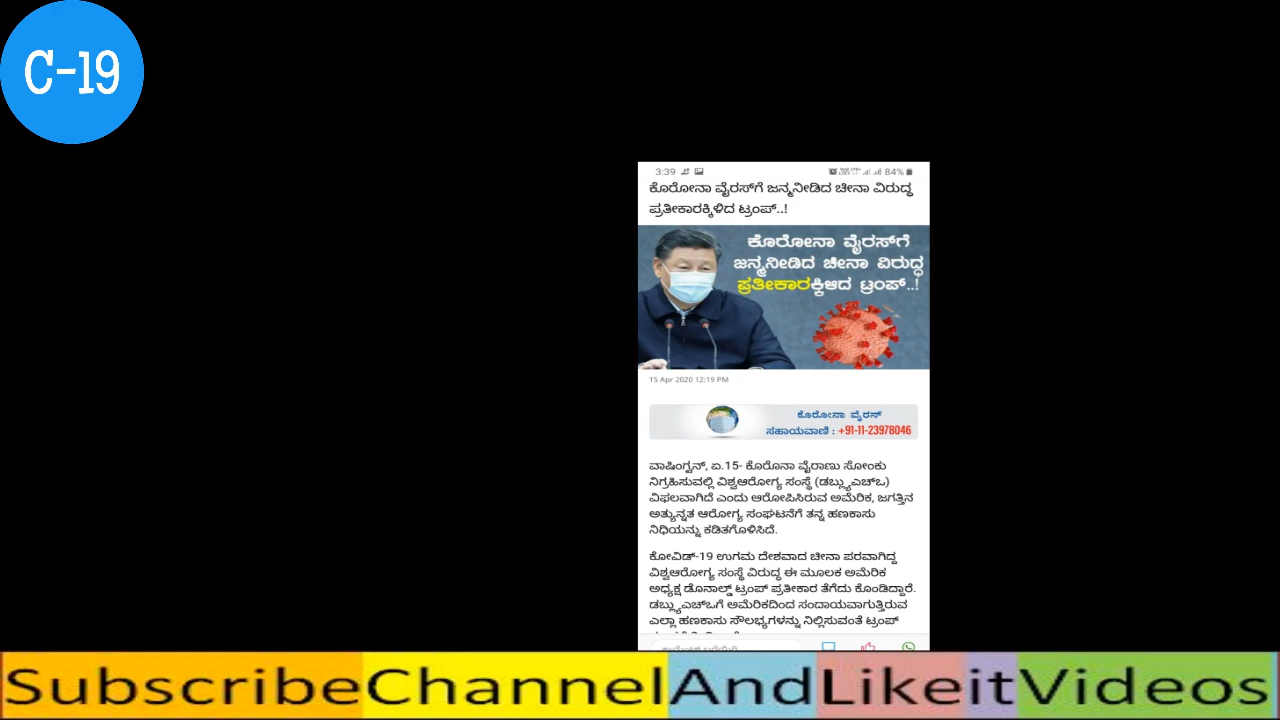 C-19
3:39
84%
ಕೊರೋನಾ ವೈರಸ್‌ಗೆ ಜನ್ಮನೀಡಿದ ಚೀನಾ ವಿರುದ್ಧ
ಪ್ರತೀಕಾರಕ್ಕಿಳಿದ ಟ್ರಂಪ್..!
ಕೊರೋನಾ ವೈರಸ್‌ಗೆ
ಜನ್ಮನೀಡಿದ ಚೀನಾ ವಿರುದ್ಧ
ಪ್ರತೀಕಾರಕ್ಕಿಳಿದ ಟ್ರಂಪ್..!
15 Apr 2020 12:19 PM
ಕೊರೋನಾ ವೈರಸ್
ಸಹಾಯವಾಣಿ : +91-11-23978046
ವಾಷಿಂಗ್ಟನ್, ಏ.15- ಕೊರೊನಾ ವೈರಾಣು ಸೋಂಕು
ನಿಗ್ರಹಿಸುವಲ್ಲಿ ವಿಶ್ವಆರೋಗ್ಯ ಸಂಸ್ಥೆ (ಡಬ್ಲ್ಯುಎಚ್‌ಒ)
ವಿಫಲವಾಗಿದೆ ಎಂದು ಆರೋಪಿಸಿರುವ ಅಮೆರಿಕ, ಜಗತ್ತಿನ
ಅತ್ಯುನ್ನತ ಆರೋಗ್ಯ ಸಂಘಟನೆಗೆ ತನ್ನ ಹಣಕಾಸು
ನಿಧಿಯನ್ನು ಕಡಿತಗೊಳಿಸಿದೆ.
ಕೋವಿಡ್-19 ಉಗಮ ದೇಶವಾದ ಚೀನಾ ಪರವಾಗಿದ್ದ
ವಿಶ್ವಆರೋಗ್ಯ ಸಂಸ್ಥೆ ವಿರುದ್ಧ ಈ ಮೂಲಕ ಅಮೆರಿಕ
ಅಧ್ಯಕ್ಷ ಡೊನಾಲ್ಡ್ ಟ್ರಂಪ್ ಪ್ರತೀಕಾರ ತೆಗೆದು ಕೊಂಡಿದ್ದಾರೆ.
ಡಬ್ಲ್ಯುಎಚ್‌ಒಗೆ ಅಮೆರಿಕದಿಂದ ಸಂದಾಯವಾಗುತ್ತಿರುವ
ಎಲ್ಲಾ ಹಣಕಾಸು ಸೌಲಭ್ಯಗಳನ್ನು ನಿಲ್ಲಿಸುವಂತೆ ಟ್ರಂಪ್
SubscribeChannelAndLikeitVideos